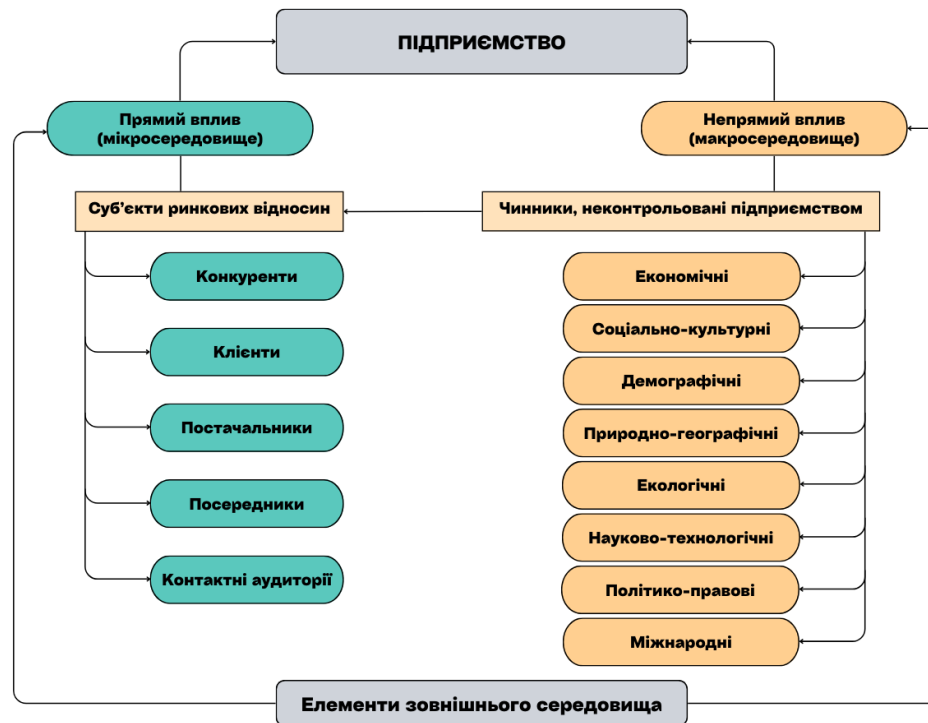 ПІДПРИЄМСТВО
Прямий вплив
(мікросередовище)
Непрямий вплив
(макросередовище)
Суб’єкти ринкових відносин
Чинники, неконтрольовані підприємством
Конкуренти
Клієнти
Постачальники
Посередники
Контактні аудиторії
Економічні
Соціально-культурні
Демографічні
Природно-географічні
Екологічні
Науково-технологічні
Політико-правові
Міжнародні
Елементи зовнішнього середовища